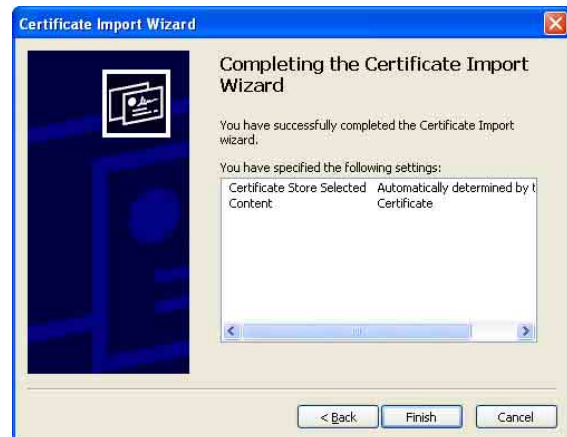 Certificate Import Wizard
Completing the Certificate Import
Wizard
You have successfully completed the Certificate Import
wizard.
You have specified the following settings:
Certificate Store Selected Automatically determined by t
Content Certificate
< Back Finish Cancel